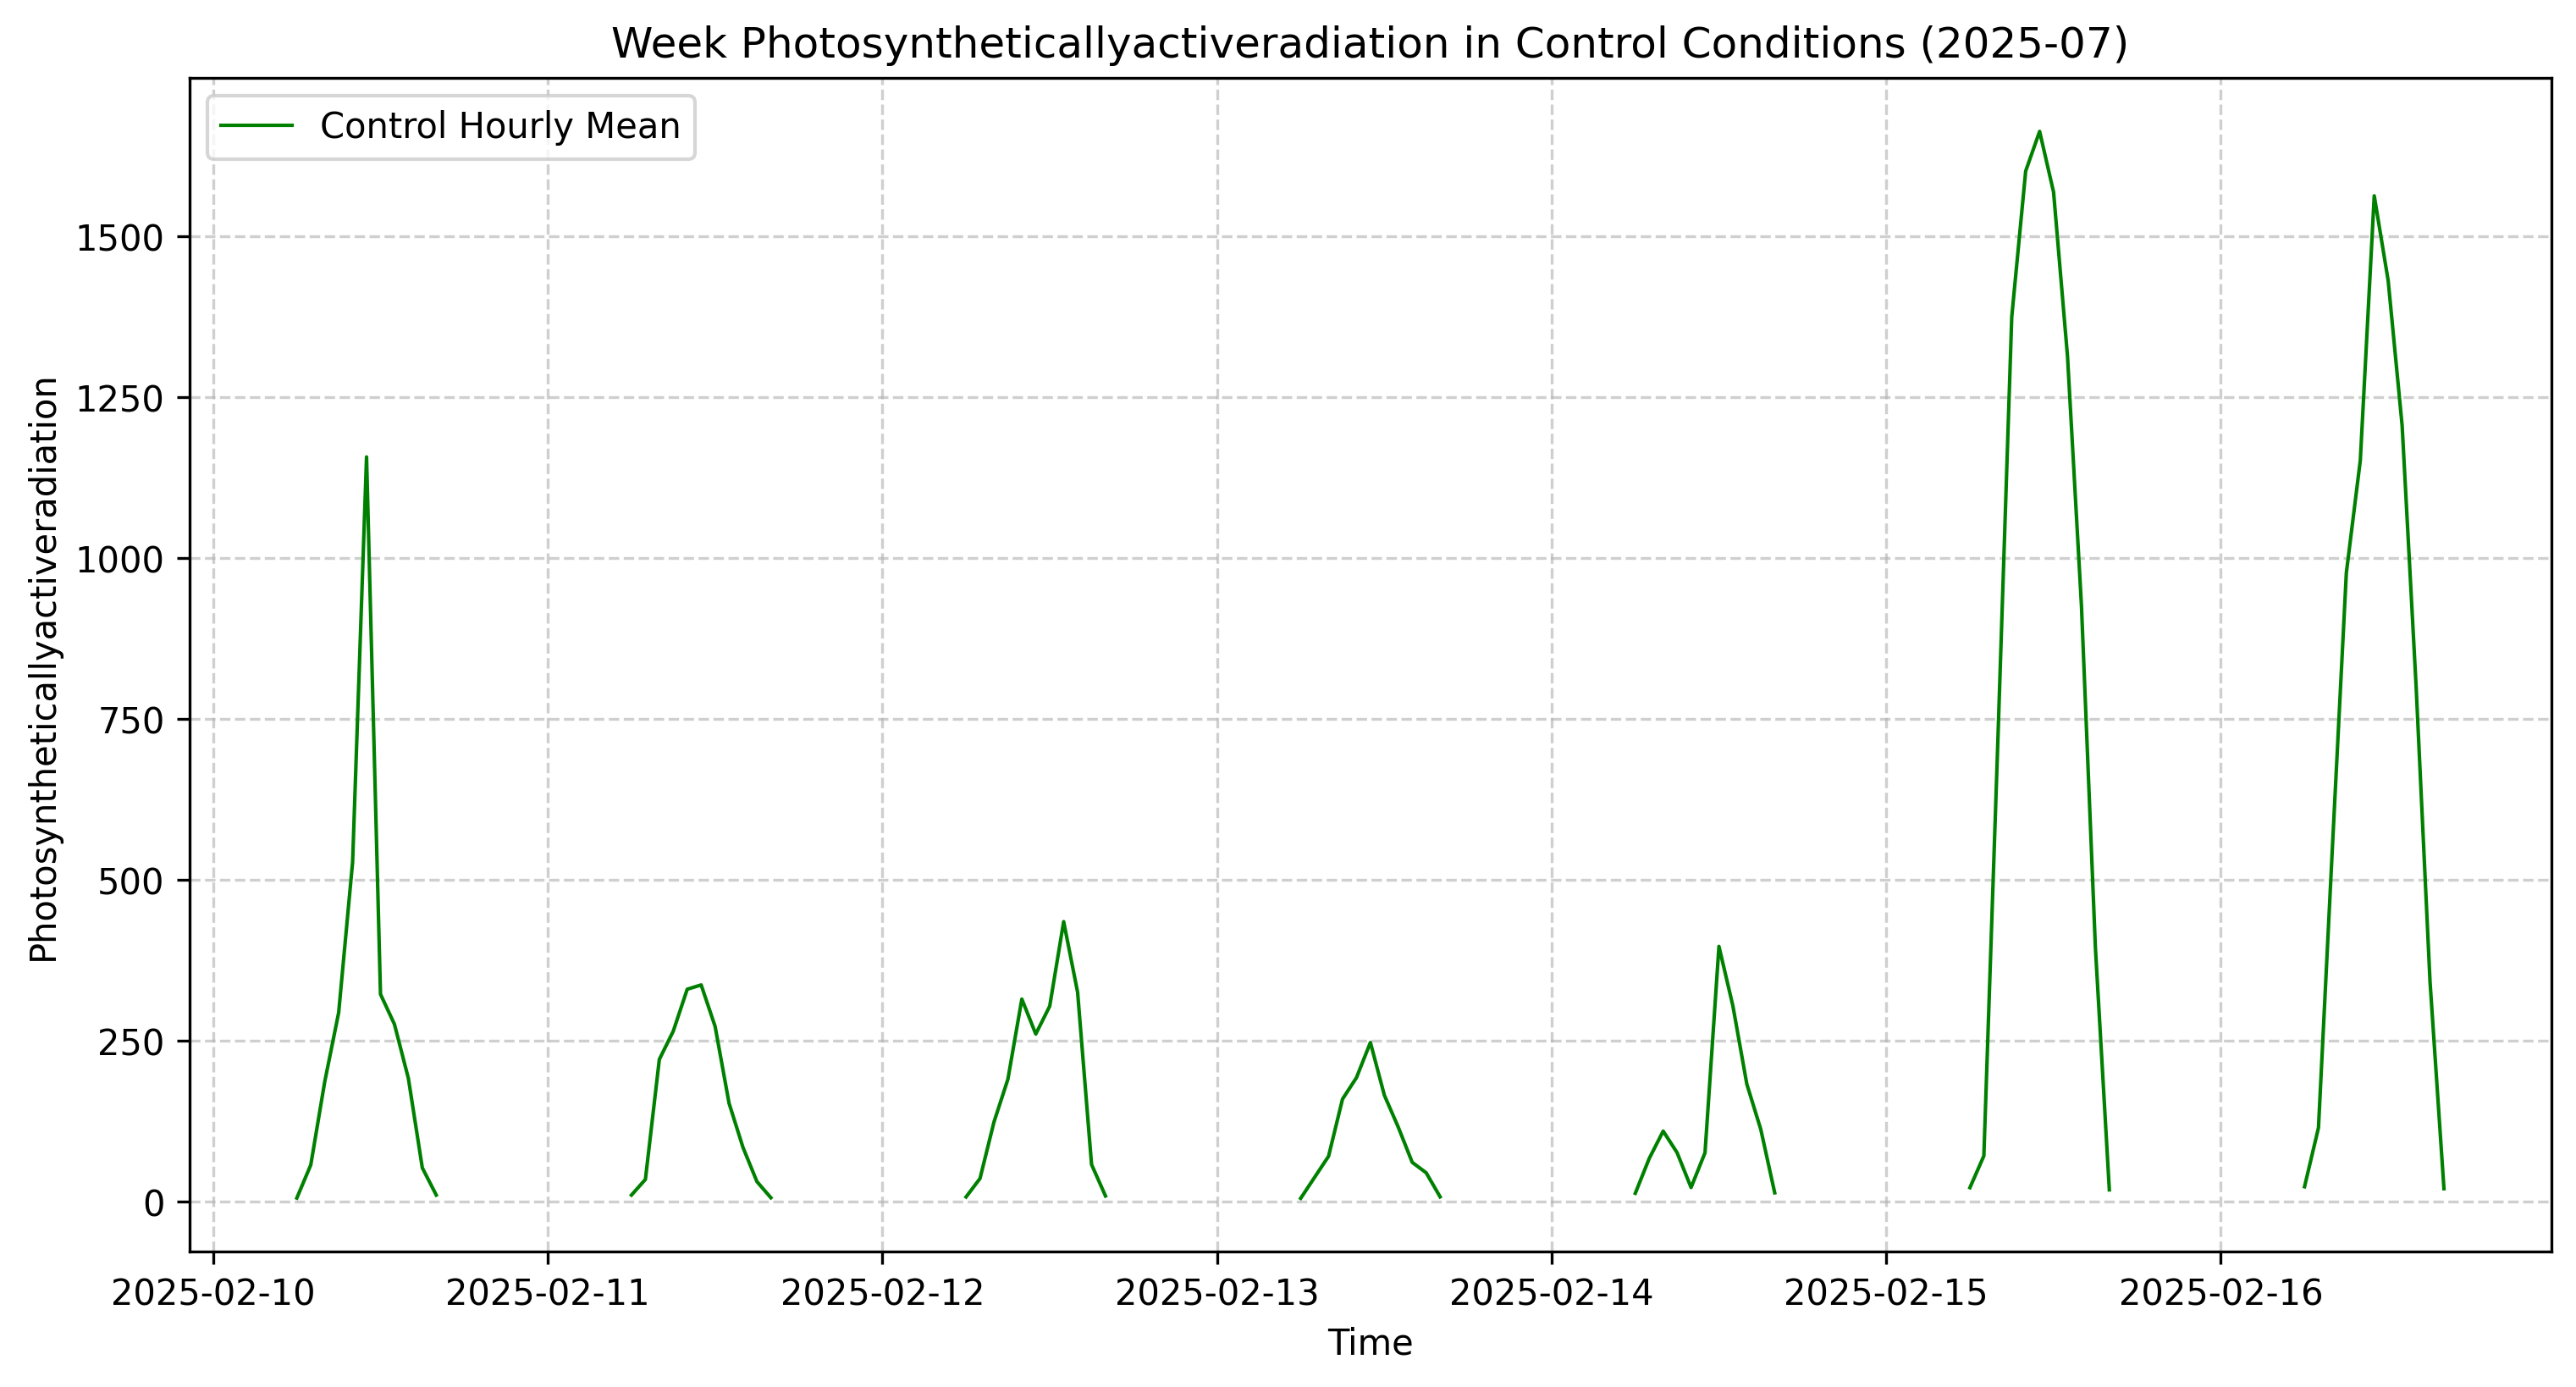 Week Photosyntheticallyactiveradiation in Control Conditions (2025-07)
Control Hourly Mean
Photosyntheticallyactiveradiation
1500
1250
1000
750
500
250
0
2025-02-10 2025-02-11 2025-02-12 2025-02-13 2025-02-14 2025-02-15 2025-02-16
Time